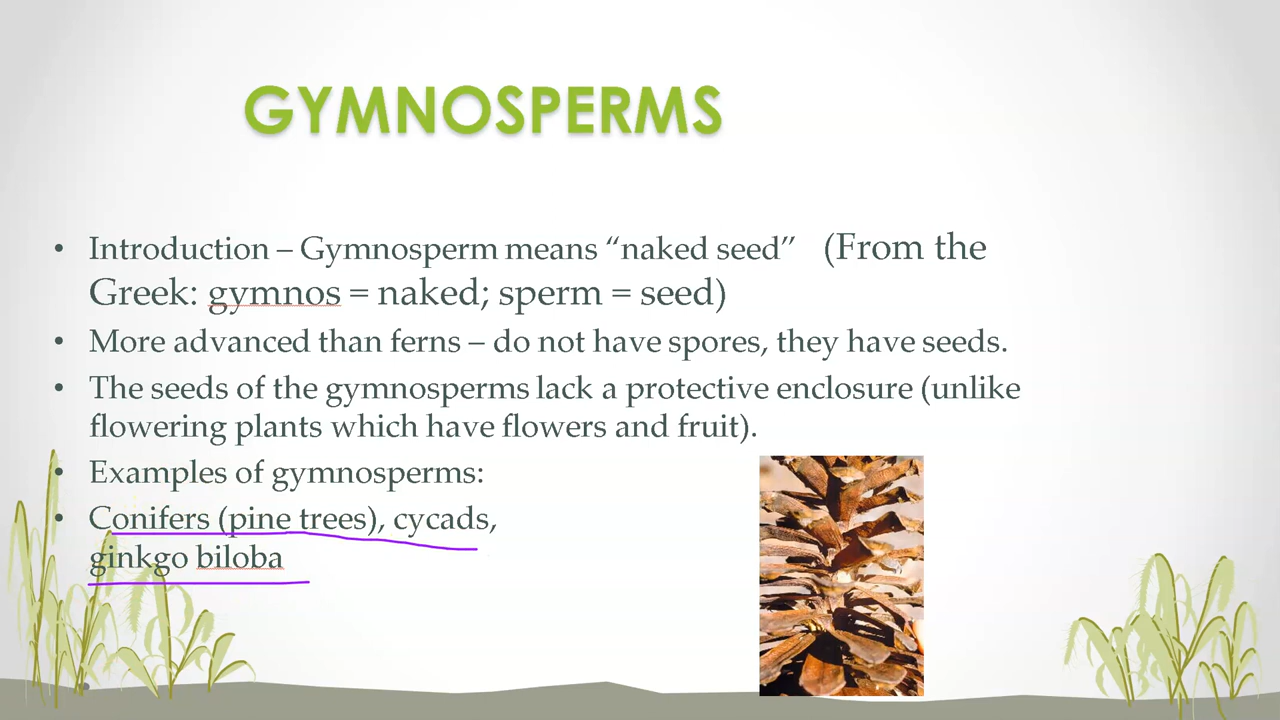 GYMNOSPERMS
• Introduction – Gymnosperm means “naked seed” (From the
Greek: gymnos = naked; sperm = seed)
• More advanced than ferns – do not have spores, they have seeds.
• The seeds of the gymnosperms lack a protective enclosure (unlike
flowering plants which have flowers and fruit).
• Examples of gymnosperms:
• Conifers (pine trees), cycads,
ginkgo biloba